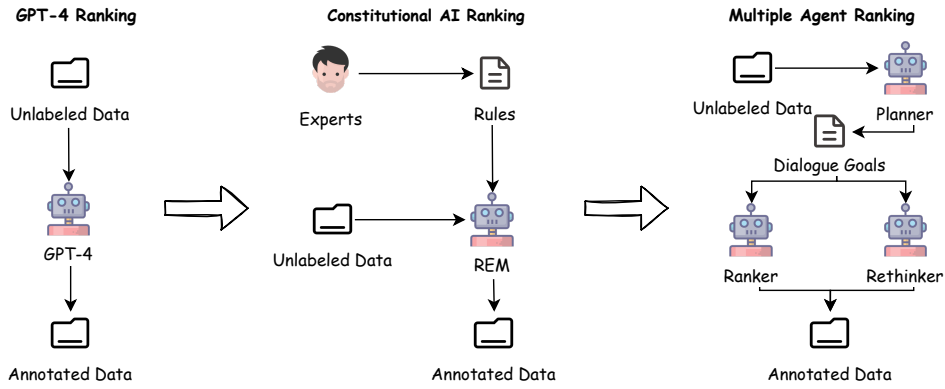 GPT-4 Ranking
Unlabeled Data
GPT-4
Annotated Data
Constitutional AI Ranking
Experts
Rules
Unlabeled Data
REM
Annotated Data
Multiple Agent Ranking
Unlabeled Data
Planner
Dialogue Goals
Ranker
Rethinker
Annotated Data